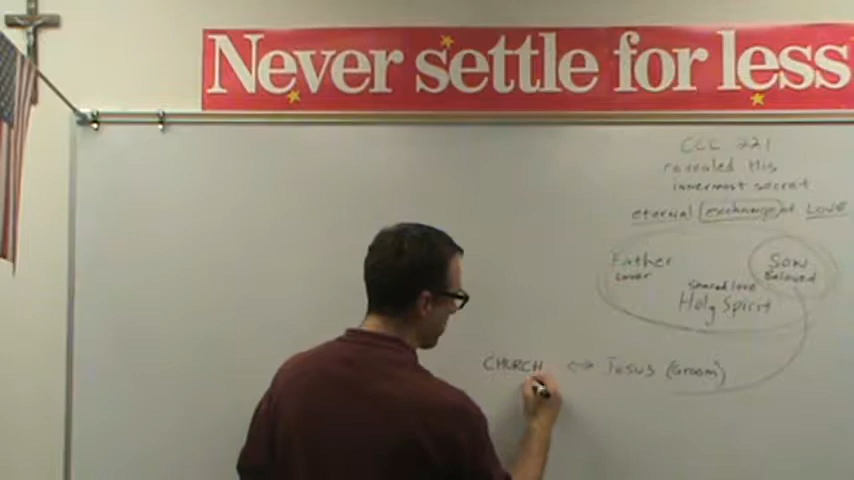 Never settle for less
CCC 221
revealed His
innermost secret
eternal exchange of Love
Father
Lover
Son
Beloved
shared love
Holy Spirit
CHURCH ↔ Jesus (Groom)